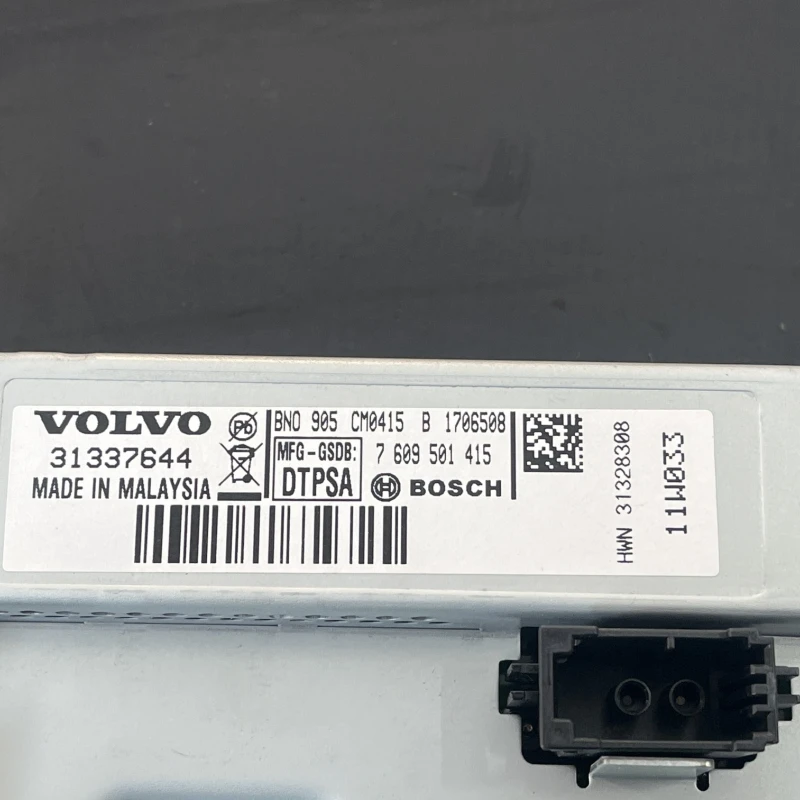 VOLVO
31337644
MADE IN MALAYSIA
Pb
BNO 905 CM0415 B 1706508
MFG-GSDB:
DTPSA
7 609 501 415
BOSCH
HWN 31328308
11W033